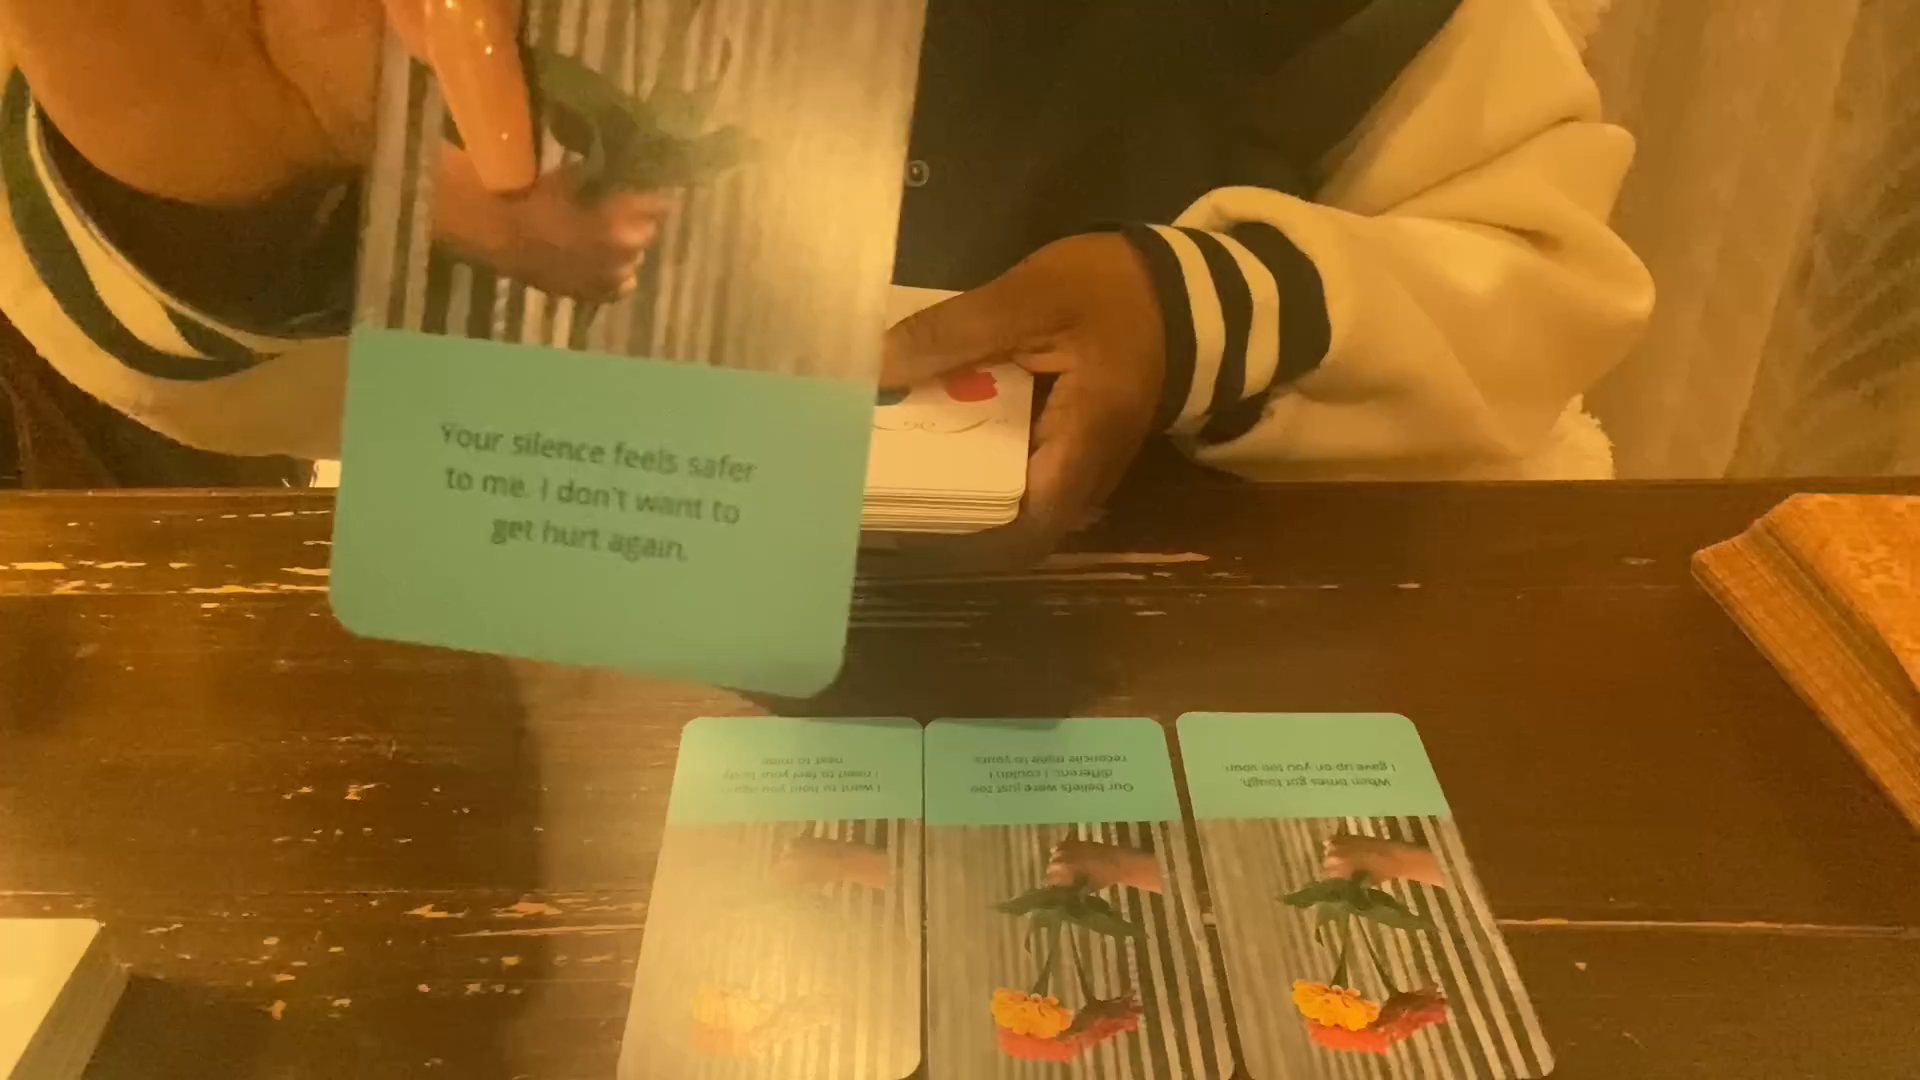 Your silence feels safer
to me. I don't want to
get hurt again.
I want to hold you again.
I need to feel your body
next to mine.
Our beliefs were just too
different. I couldn't
reconcile mine to yours.
When times got tough,
I gave up on you too soon.